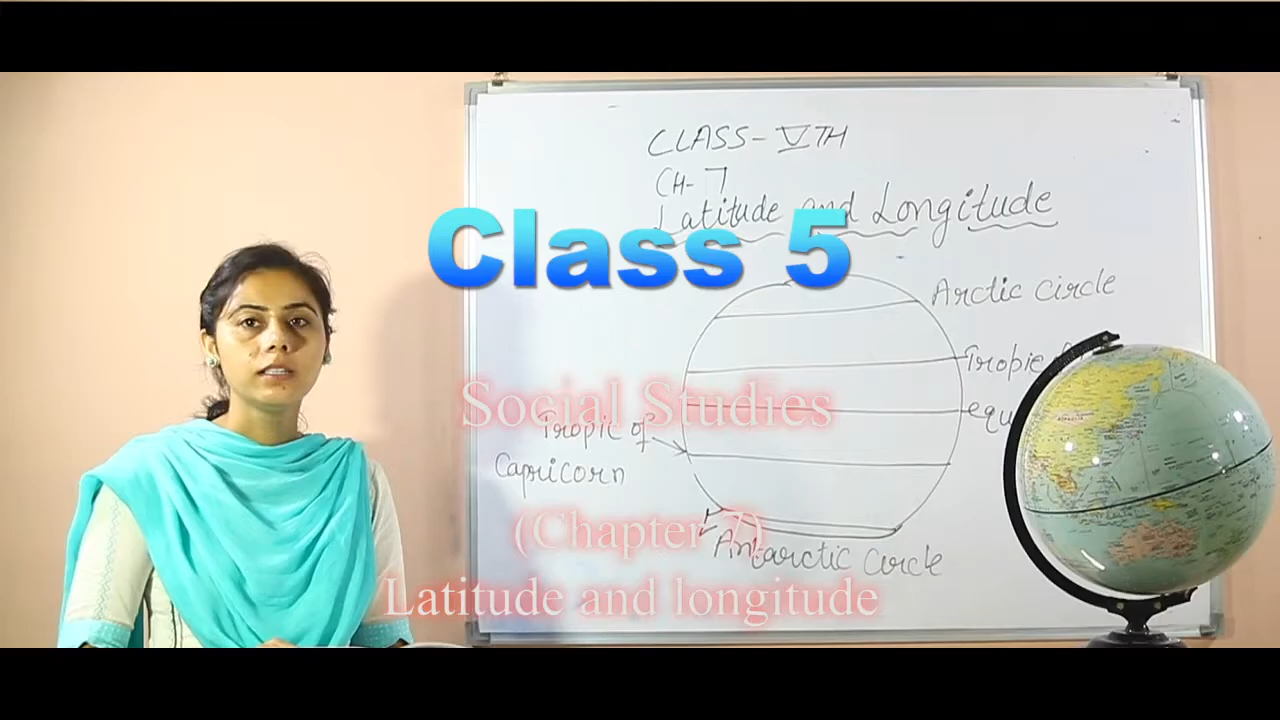 CLASS-VTH
CH-7
Latitude and Longitude
Class 5
Arctic circle
Tropic
Social Studies
Tropic of
Capricorn
(Chapter 7)
Antarctic circle
Latitude and longitude